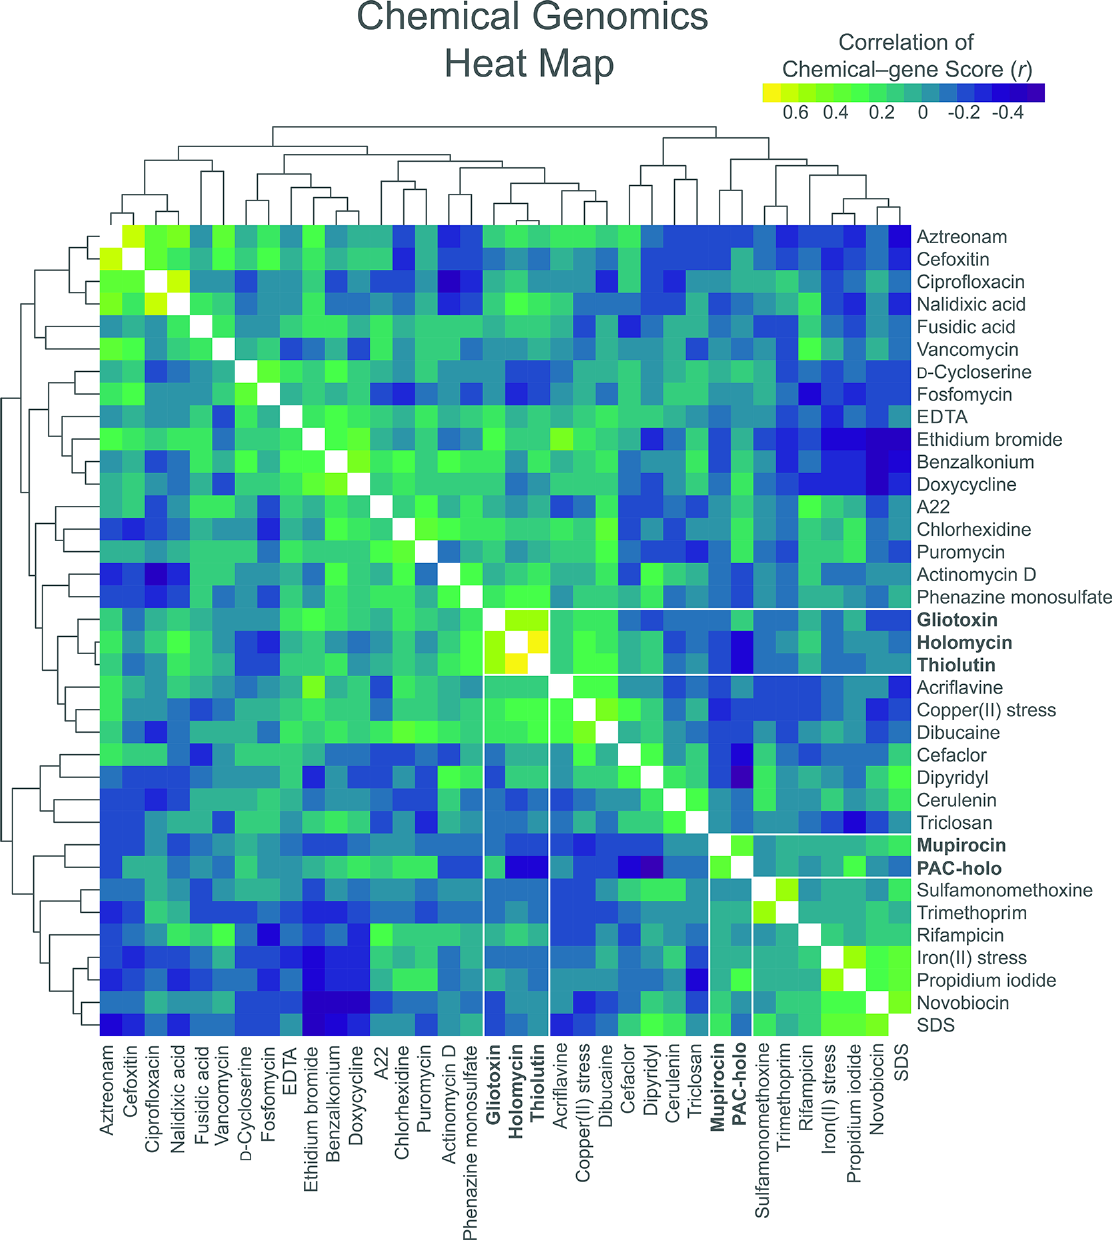 Chemical Genomics
Heat Map
Correlation of
Chemical–gene Score (r)
0.6 0.4 0.2 0 -0.2 -0.4
Aztreonam
Cefoxitin
Ciprofloxacin
Nalidixic acid
Fusidic acid
Vancomycin
D-Cycloserine
Fosfomycin
EDTA
Ethidium bromide
Benzalkonium
Doxycycline
A22
Chlorhexidine
Puromycin
Actinomycin D
Phenazine monosulfate
Gliotoxin
Holomycin
Thiolutin
Acriflavine
Copper(II) stress
Dibucaine
Cefaclor
Dipyridyl
Cerulenin
Triclosan
Mupirocin
PAC-holo
Sulfamonomethoxine
Trimethoprim
Rifampicin
Iron(II) stress
Propidium iodide
Novobiocin
SDS
Aztreonam
Cefoxitin
Ciprofloxacin
Nalidixic acid
Fusidic acid
Vancomycin
D-Cycloserine
Fosfomycin
EDTA
Ethidium bromide
Benzalkonium
Doxycycline
A22
Chlorhexidine
Puromycin
Actinomycin D
Phenazine monosulfate
Gliotoxin
Holomycin
Thiolutin
Acriflavine
Copper(II) stress
Dibucaine
Cefaclor
Dipyridyl
Cerulenin
Triclosan
Mupirocin
PAC-holo
Sulfamonomethoxine
Trimethoprim
Rifampicin
Iron(II) stress
Propidium iodide
Novobiocin
SDS